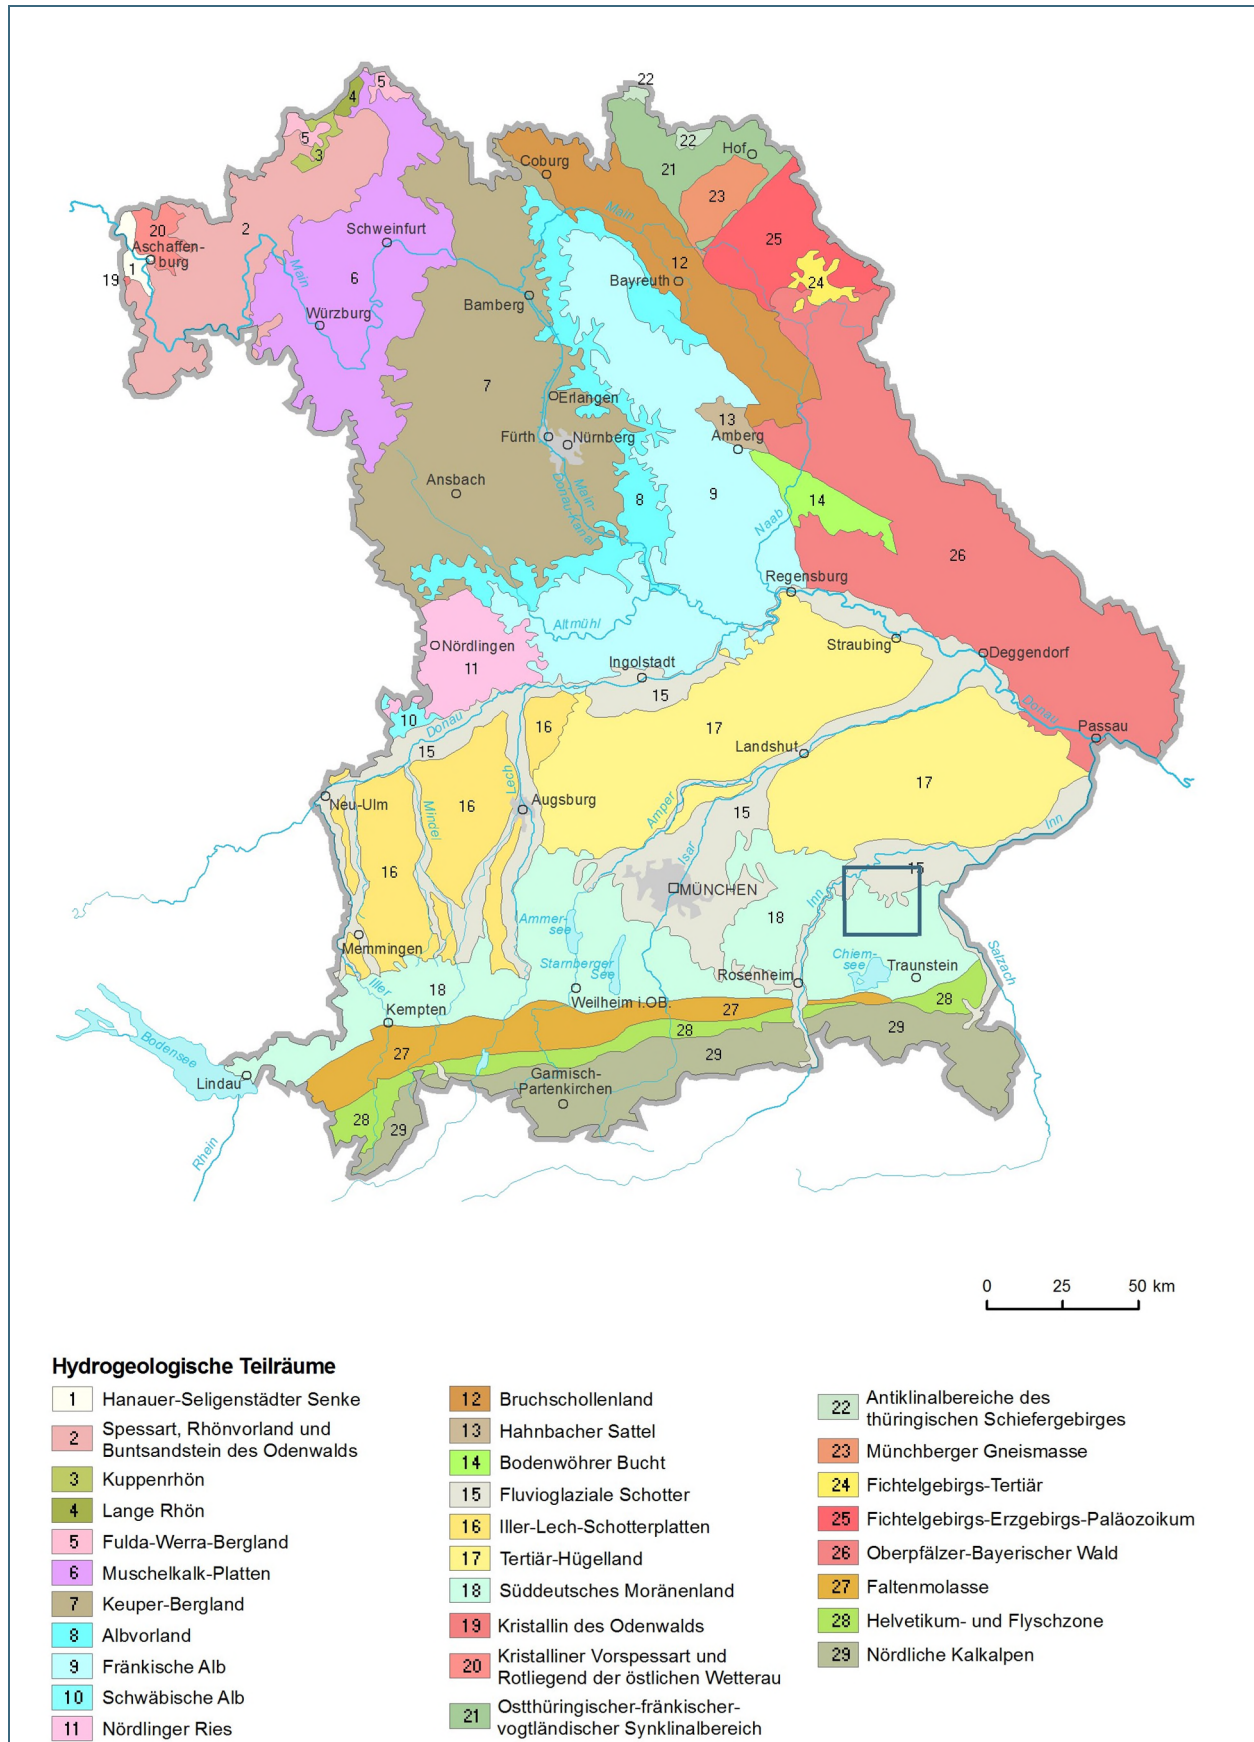 22
5
4
5
3
22
Hof
Coburg
21
23
Main
20
2
Schweinfurt
25
Aschaffen-
burg
1
19
Main
6
12
Bayreuth
24
Bamberg
Würzburg
7
Erlangen
13
Fürth
Nürnberg
Amberg
Ansbach
Main-
Donau-Kanal
8
9
14
Naab
26
Regensburg
Altmühl
Straubing
Nördlingen
11
Ingolstadt
Deggendorf
15
10
Donau
16
17
Donau
Passau
15
Landshut
Neu-Ulm
Mindel
16
Lech
Augsburg
Amper
15
17
Inn
Isar
16
15
MÜNCHEN
Inn
Ammer-
see
18
Memmingen
Starnberger
See
Chiem-
see
Salzach
Iller
18
Rosenheim
Traunstein
Kempten
Weilheim i.OB.
27
28
28
29
Bodensee
27
29
Lindau
Garmisch-
Partenkirchen
28
29
Rhein
0 25 50 km
Hydrogeologische Teilräume
1 Hanauer-Seligenstädter Senke
2 Spessart, Rhönvorland und
Buntsandstein des Odenwalds
3 Kuppenrhön
4 Lange Rhön
5 Fulda-Werra-Bergland
6 Muschelkalk-Platten
7 Keuper-Bergland
8 Albvorland
9 Fränkische Alb
10 Schwäbische Alb
11 Nördlinger Ries
12 Bruchschollenland
13 Hahnbacher Sattel
14 Bodenwöhrer Bucht
15 Fluvioglaziale Schotter
16 Iller-Lech-Schotterplatten
17 Tertiär-Hügelland
18 Süddeutsches Moränenland
19 Kristallin des Odenwalds
20 Kristalliner Vorspessart und
Rotliegend der östlichen Wetterau
21 Ostthüringischer-fränkischer-
vogtländischer Synklinalbereich
22 Antiklinalbereiche des
thüringischen Schiefergebirges
23 Münchberger Gneismasse
24 Fichtelgebirgs-Tertiär
25 Fichtelgebirgs-Erzgebirgs-Paläozoikum
26 Oberpfälzer-Bayerischer Wald
27 Faltenmolasse
28 Helvetikum- und Flyschzone
29 Nördliche Kalkalpen